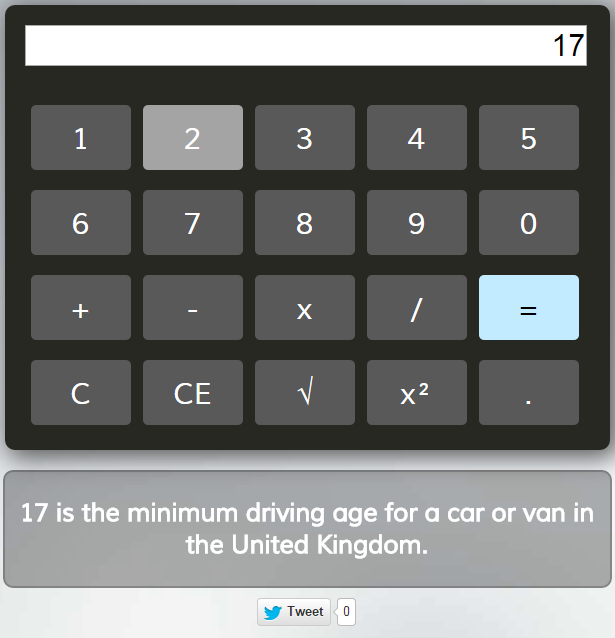 17
1 2 3 4 5
6 7 8 9 0
+ - x / =
C CE √ x² .
17 is the minimum driving age for a car or van in
the United Kingdom.
Tweet 0